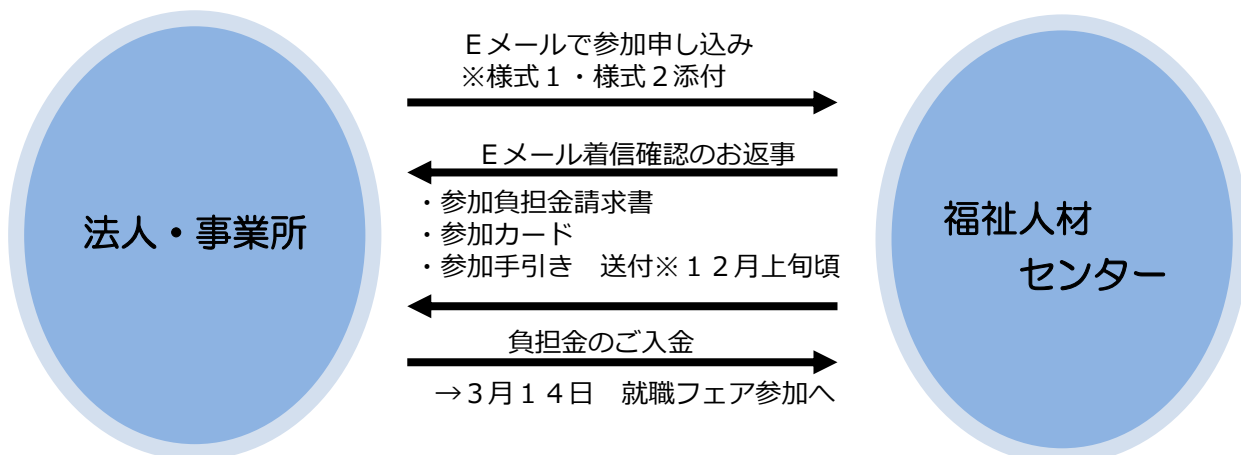 Eメールで参加申し込み
※様式１・様式２添付
Eメール着信確認のお返事
・参加負担金請求書
・参加カード
・参加手引き　送付※１２月上旬頃
負担金のご入金
→３月１４日　就職フェア参加へ
法人・事業所
福祉人材
センター